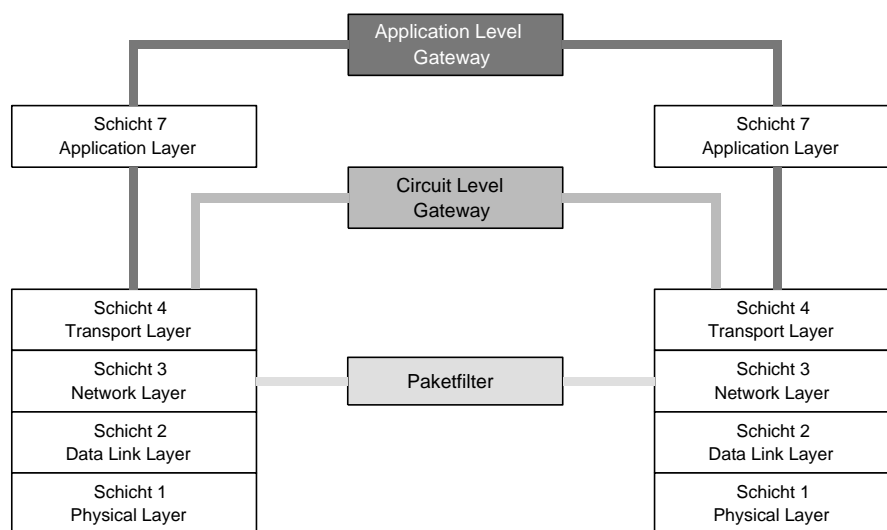 Application Level
Gateway
Schicht 7
Application Layer
Schicht 7
Application Layer
Circuit Level
Gateway
Schicht 4
Transport Layer
Schicht 4
Transport Layer
Schicht 3
Network Layer
Paketfilter
Schicht 3
Network Layer
Schicht 2
Data Link Layer
Schicht 2
Data Link Layer
Schicht 1
Physical Layer
Schicht 1
Physical Layer